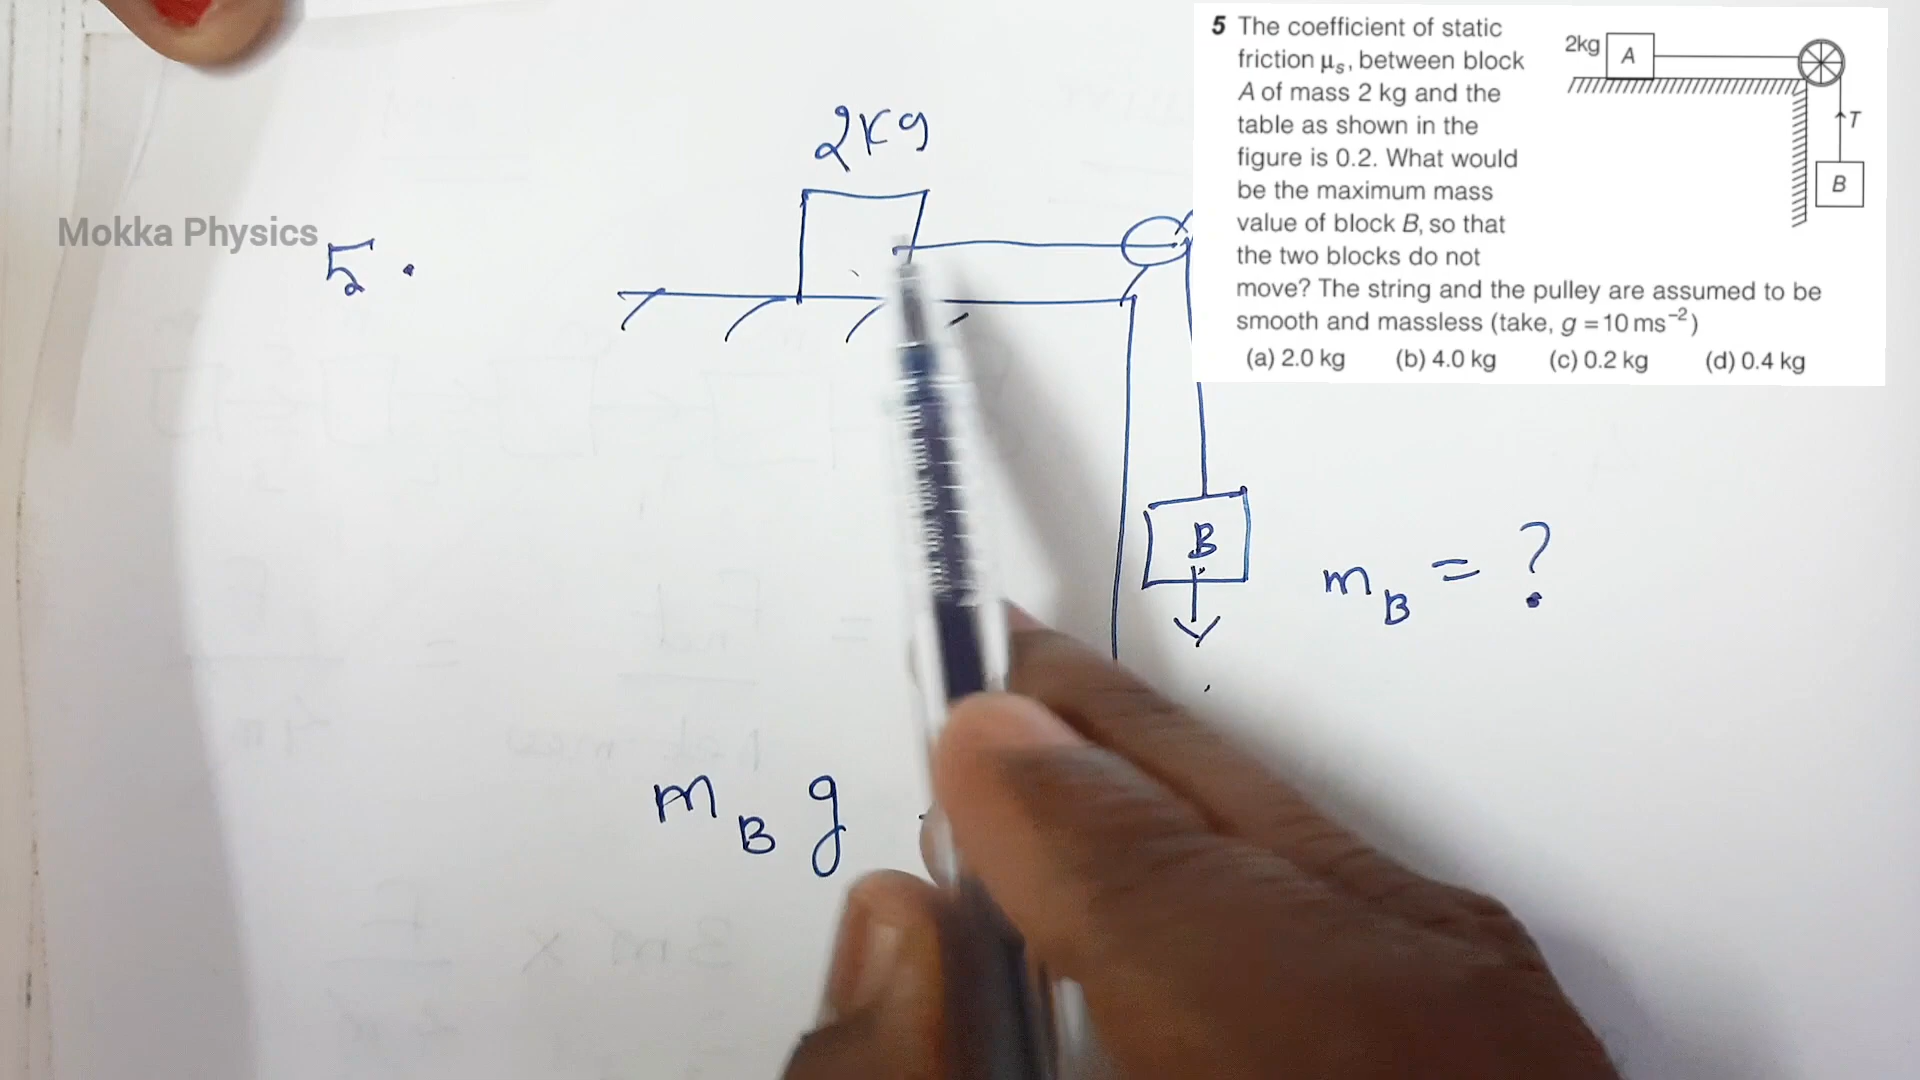 5 The coefficient of static
friction μₛ, between block
A of mass 2 kg and the
table as shown in the
figure is 0.2. What would
be the maximum mass
value of block B, so that
the two blocks do not
move? The string and the pulley are assumed to be
smooth and massless (take, g = 10 ms⁻²)
(a) 2.0 kg (b) 4.0 kg (c) 0.2 kg (d) 0.4 kg
2kg
A
T
B
Mokka Physics
5.
2kg
B
m_B = ?
m_B g